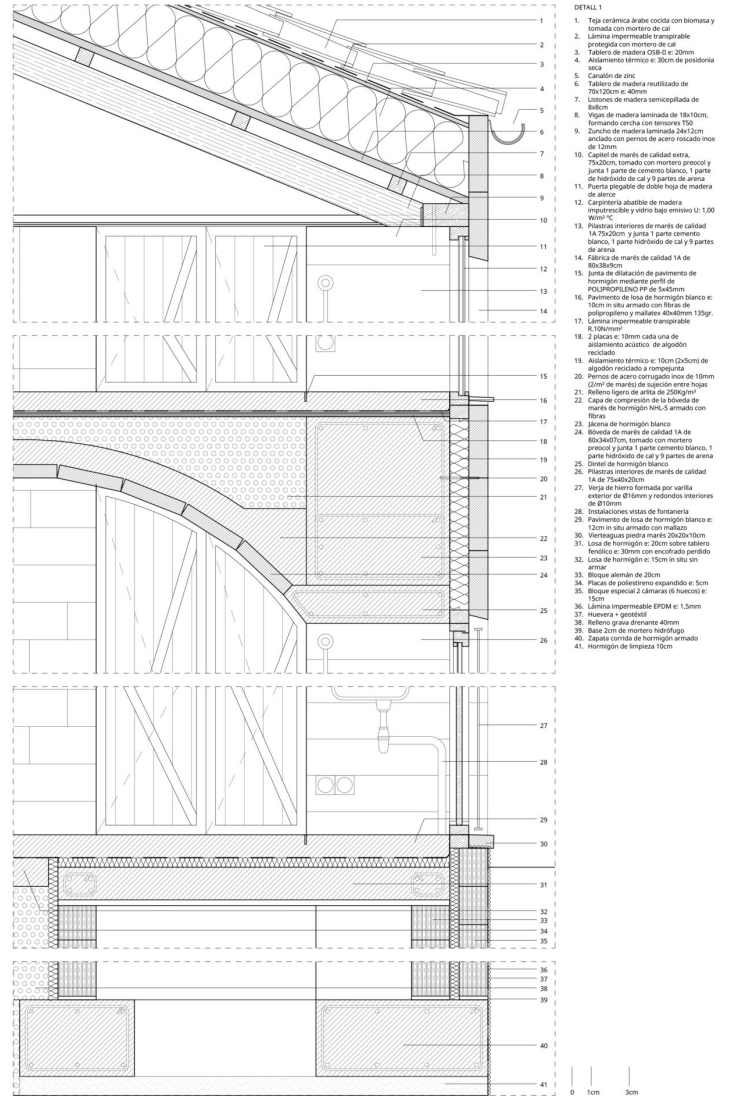 DETALL 1
1. Teja cerámica árabe cocida con biomasa y
tomada con mortero de cal
2. Lámina impermeable transpirable
protegida con mortero de cal
3. Tablero de madera OSB-II e: 20mm
4. Aislamiento térmico e: 30cm de posidonia
seca
5. Canalón de zinc
6. Tablero de madera reutilizado de
70x120cm e: 40mm
7. Listones de madera semicepillada de
8x8cm
8. Vigas de madera laminada de 18x10cm,
formando cercha con tensores T50
9. Zuncho de madera laminada 24x12cm
anclado con pernos de acero roscado inox
de 12mm
10. Capitel de marés de calidad extra,
75x20cm, tomado con mortero preocol y
junta 1 parte de cemento blanco, 1 parte
de hidróxido de cal y 9 partes de arena
11. Puerta plegable de doble hoja de madera
de alerce
12. Carpintería abatible de madera
imputrescible y vidrio bajo emisivo U: 1,00
W/m² ºC
13. Pilastras interiores de marés de calidad
1A 75x20cm y junta 1 parte cemento
blanco, 1 parte hidróxido de cal y 9 partes
de arena
14. Fábrica de marés de calidad 1A de
80x38x9cm
15. Junta de dilatación de pavimento de
hormigón mediante perfil de
POLIPROPILENO PP de 5x45mm
16. Pavimento de losa de hormigón blanco e:
10cm in situ armado con fibras de
polipropileno y mallatex 40x40mm 135gr.
17. Lámina impermeable transpirable
R.10N/mm²
18. 2 placas e: 10mm cada una de
aislamiento acústico de algodón
reciclado
19. Aislamiento térmico e: 10cm (2x5cm) de
algodón reciclado a rompejunta
20. Pernos de acero corrugado inox de 10mm
(2/m² de marés) de sujeción entre hojas
21. Relleno ligero de arlita de 250Kg/m³
22. Capa de compresión de la bóveda de
marés de hormigón NHL-5 armado con
fibras
23. Jácena de hormigón blanco
24. Bóveda de marés de calidad 1A de
80x34x07cm, tomado con mortero
preocol y junta 1 parte cemento blanco, 1
parte hidróxido de cal y 9 partes de arena
25. Dintel de hormigón blanco
26. Pilastras interiores de marés de calidad
1A de 75x40x20cm
27. Verja de hierro formada por varilla
exterior de Ø16mm y redondos interiores
de Ø10mm
28. Instalaciones vistas de fontanería
29. Pavimento de losa de hormigón blanco e:
12cm in situ armado con mallazo
30. Vierteaguas piedra marés 20x20x10cm
31. Losa de hormigón e: 20cm sobre tablero
fenólico e: 30mm con encofrado perdido
32. Losa de hormigón e: 15cm in situ sin
armar
33. Bloque alemán de 20cm
34. Placas de poliestireno expandido e: 5cm
35. Bloque especial 2 cámaras (6 huecos) e:
15cm
36. Lámina impermeable EPDM e: 1,5mm
37. Huevera + geotéxtil
38. Relleno grava drenante 40mm
39. Base 2cm de mortero hidrófugo
40. Zapata corrida de hormigón armado
41. Hormigón de limpieza 10cm
1
2
3
4
5
6
7
8
9
10
11
12
13
14
15
16
17
18
19
20
21
22
23
24
25
26
27
28
29
30
31
32
33
34
35
36
37
38
39
40
41
0 1cm 3cm